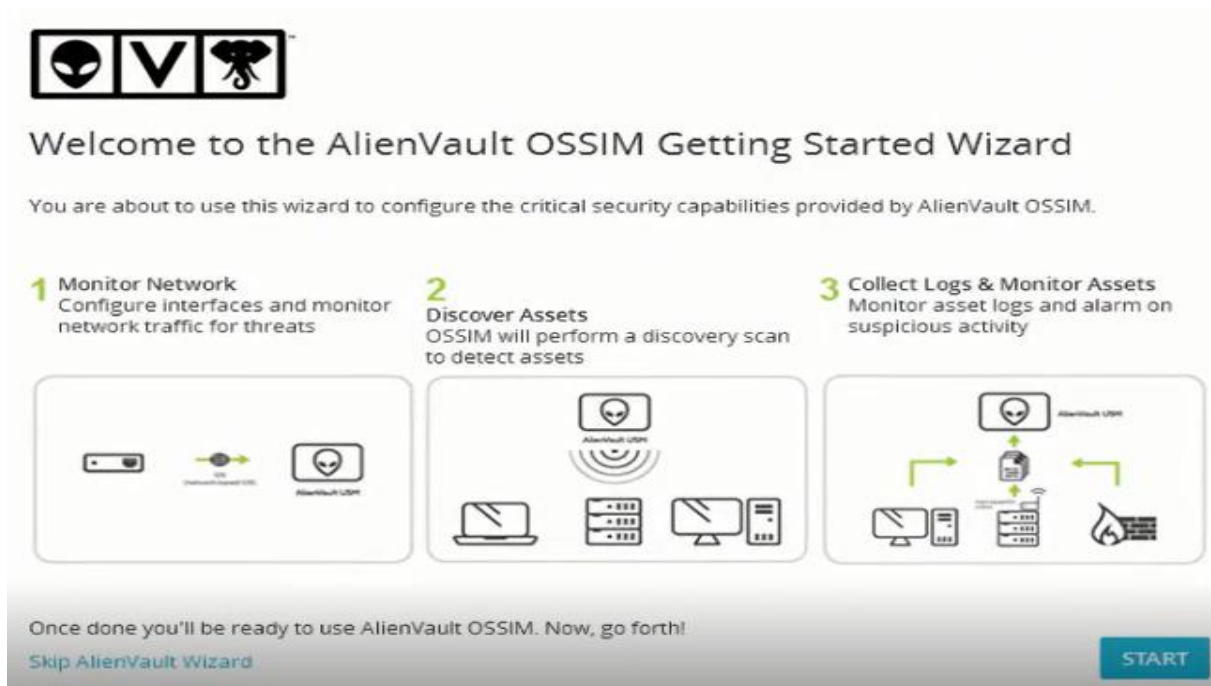 V
™
Welcome to the AlienVault OSSIM Getting Started Wizard
You are about to use this wizard to configure the critical security capabilities provided by AlienVault OSSIM.
1 Monitor Network
Configure interfaces and monitor
network traffic for threats
2
Discover Assets
OSSIM will perform a discovery scan
to detect assets
3 Collect Logs & Monitor Assets
Monitor asset logs and alarm on
suspicious activity
AlienVault USM
AlienVault USM
AlienVault USM
Once done you'll be ready to use AlienVault OSSIM. Now, go forth!
Skip AlienVault Wizard
START